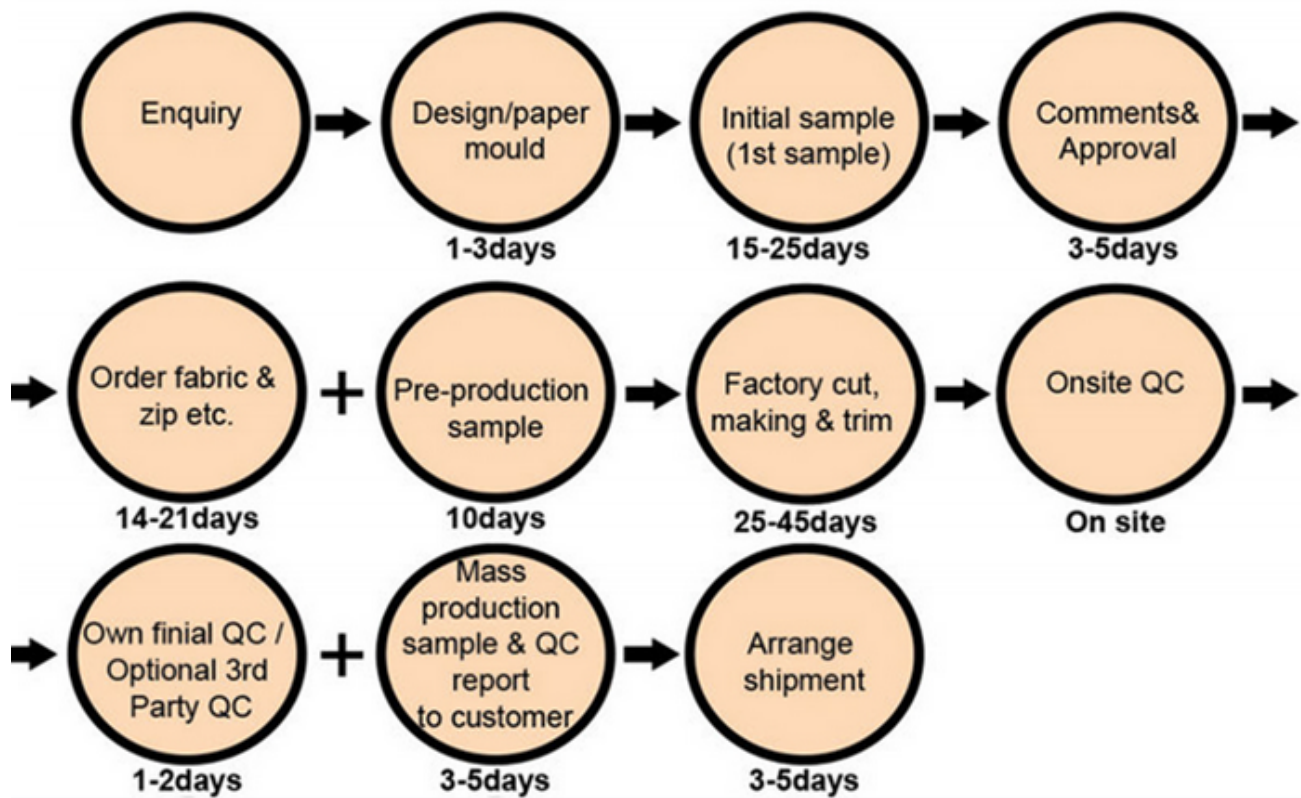 Enquiry
Design/paper
mould
1-3days
Initial sample
(1st sample)
15-25days
Comments&
Approval
3-5days
Order fabric &
zip etc.
14-21days
+
Pre-production
sample
10days
Factory cut,
making & trim
25-45days
Onsite QC
On site
Own finial QC /
Optional 3rd
Party QC
1-2days
+
Mass
production
sample & QC
report
to customer
3-5days
Arrange
shipment
3-5days